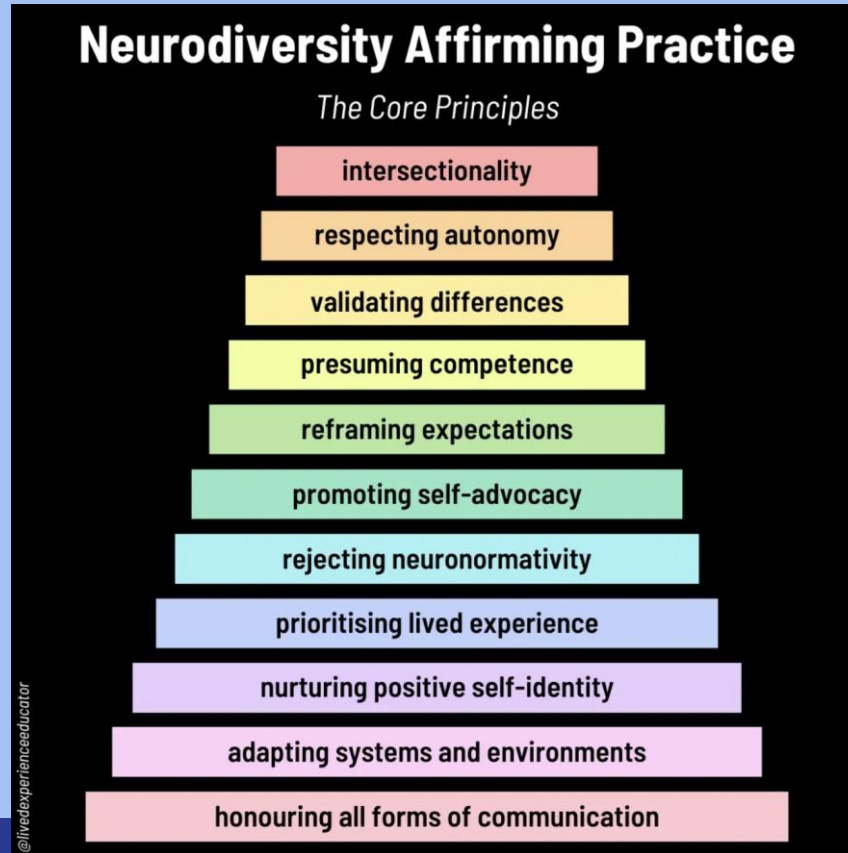 Neurodiversity Affirming Practice
The Core Principles
intersectionality
respecting autonomy
validating differences
presuming competence
reframing expectations
promoting self-advocacy
rejecting neuronormativity
prioritising lived experience
nurturing positive self-identity
adapting systems and environments
honouring all forms of communication
@livedexperienceeducator